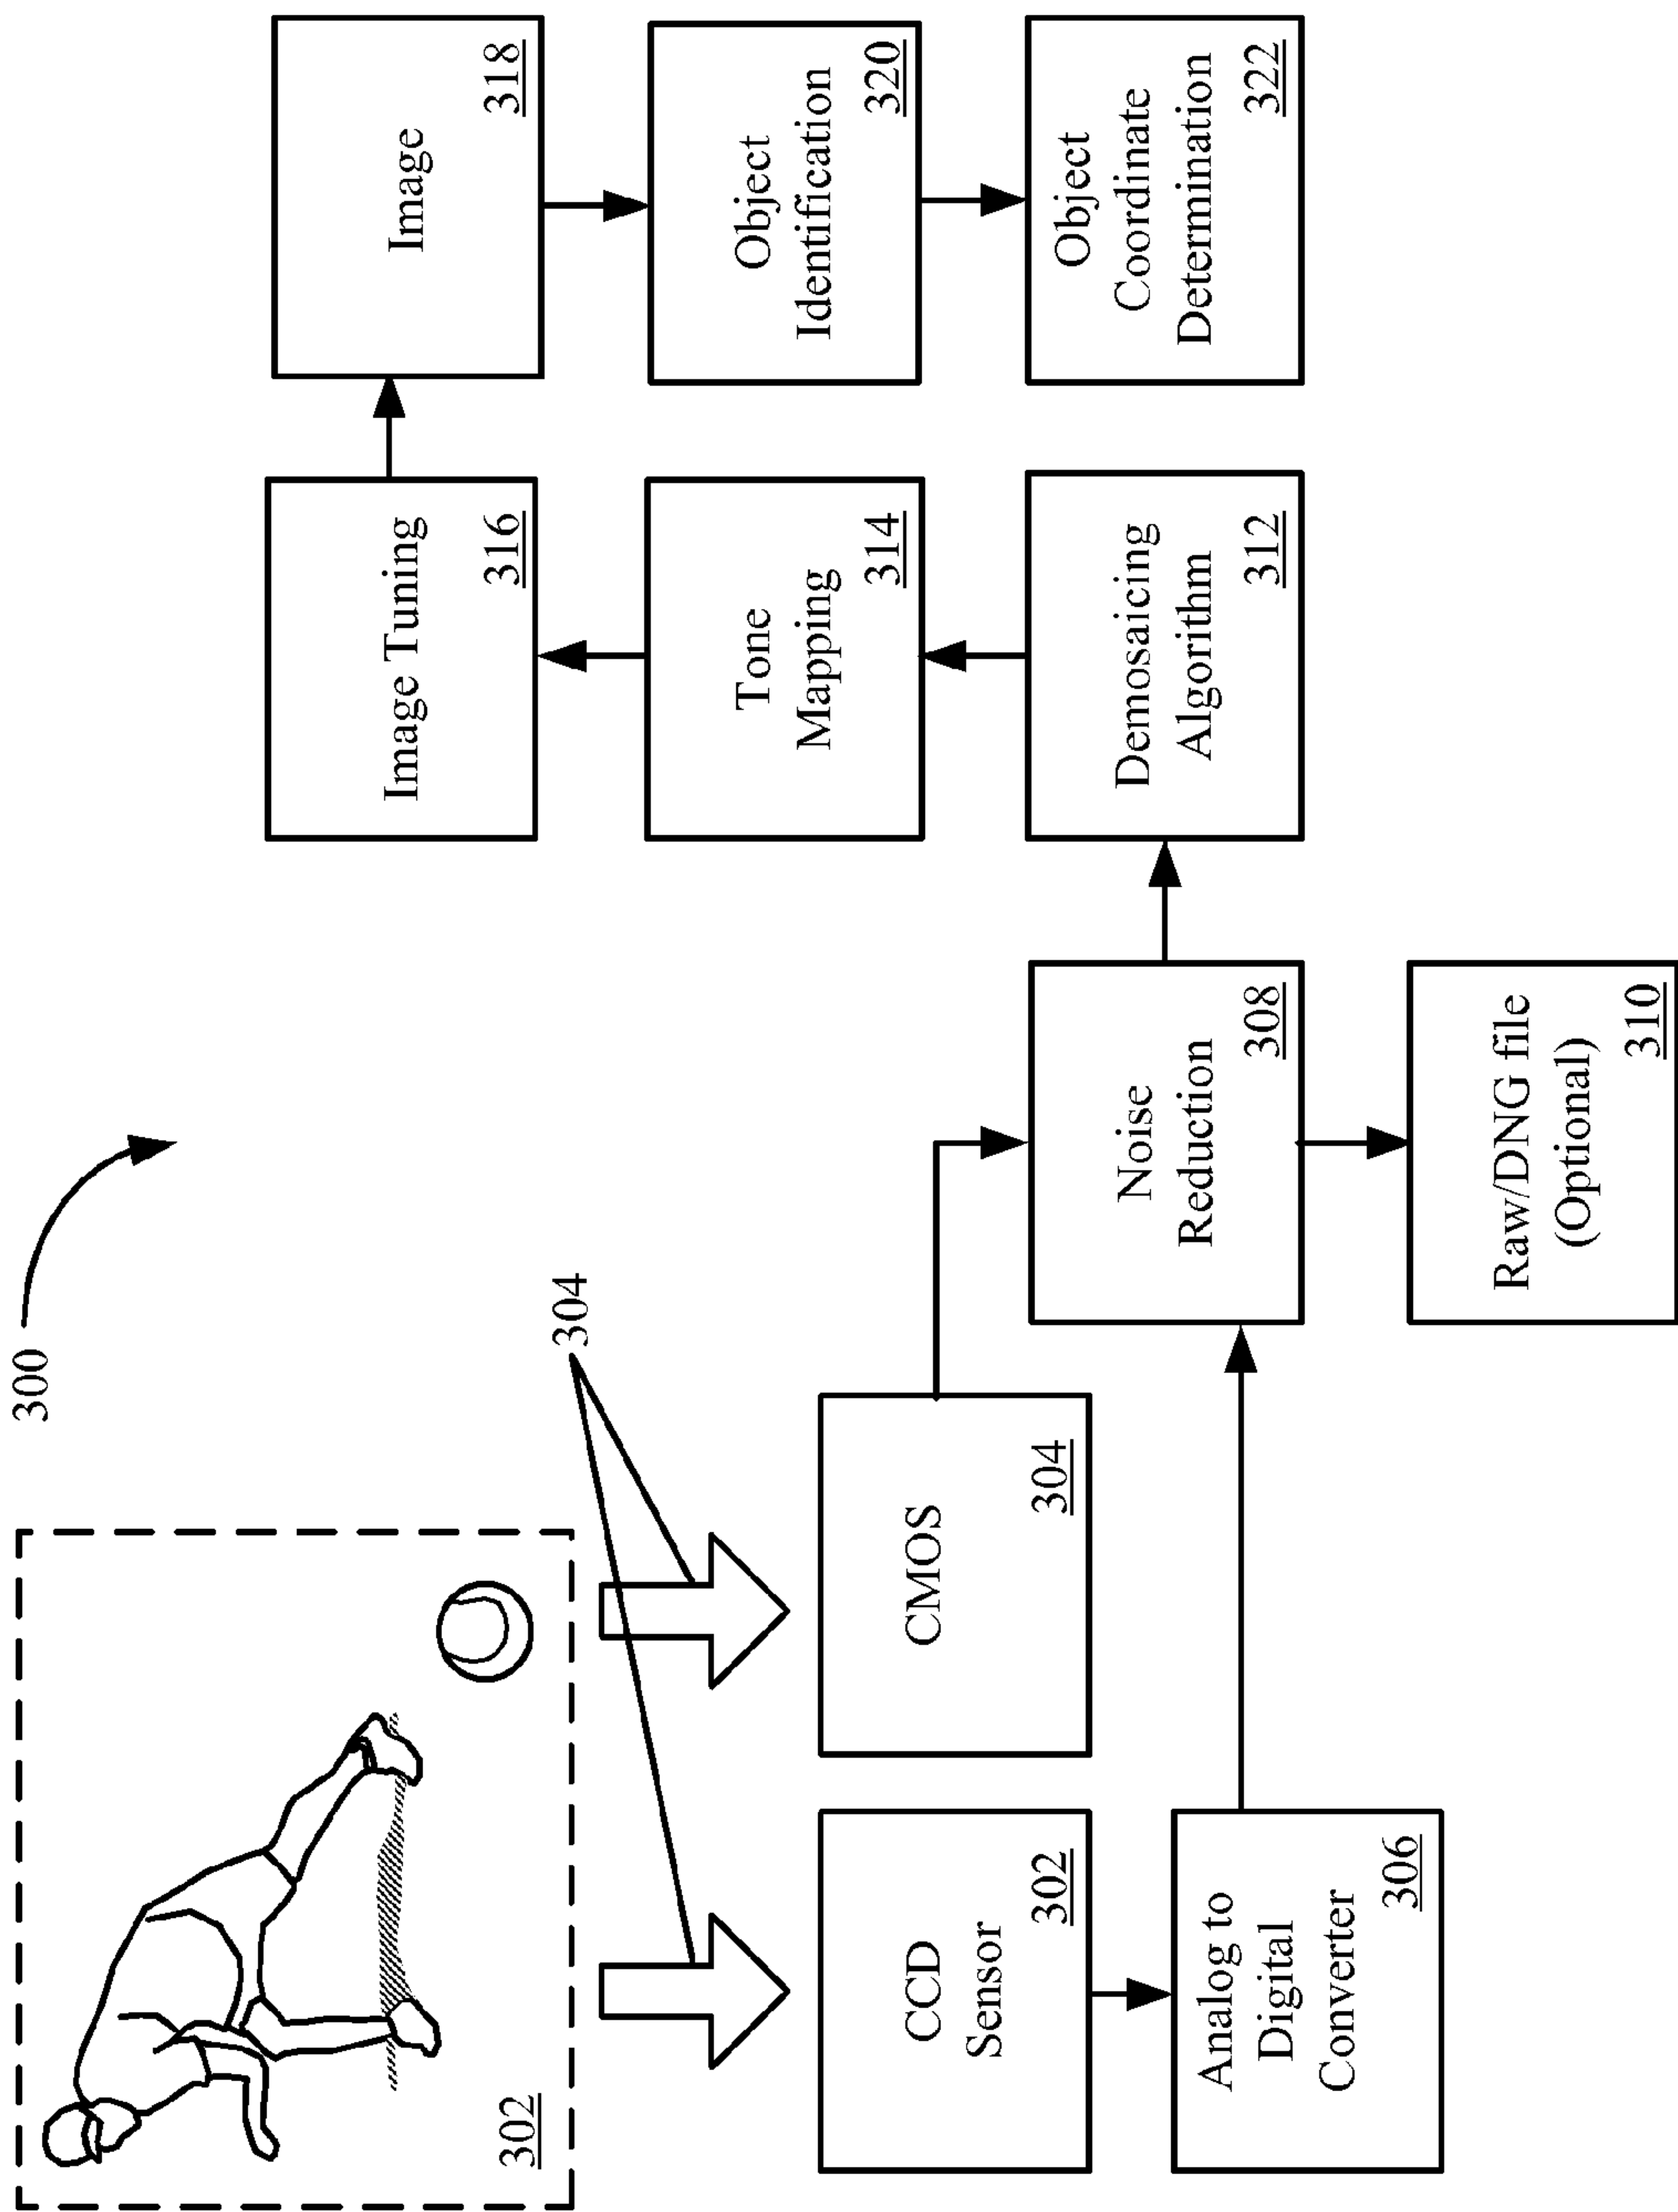 300
302
304
CCD
Sensor
302
CMOS
304
Analog to
Digital
Converter
306
Noise
Reduction
308
Raw/DNG file
(Optional)
310
Demosaicing
Algorithm
312
Tone
Mapping
314
Image Tuning
316
Image
318
Object
Identification
320
Object
Coordinate
Determination
322